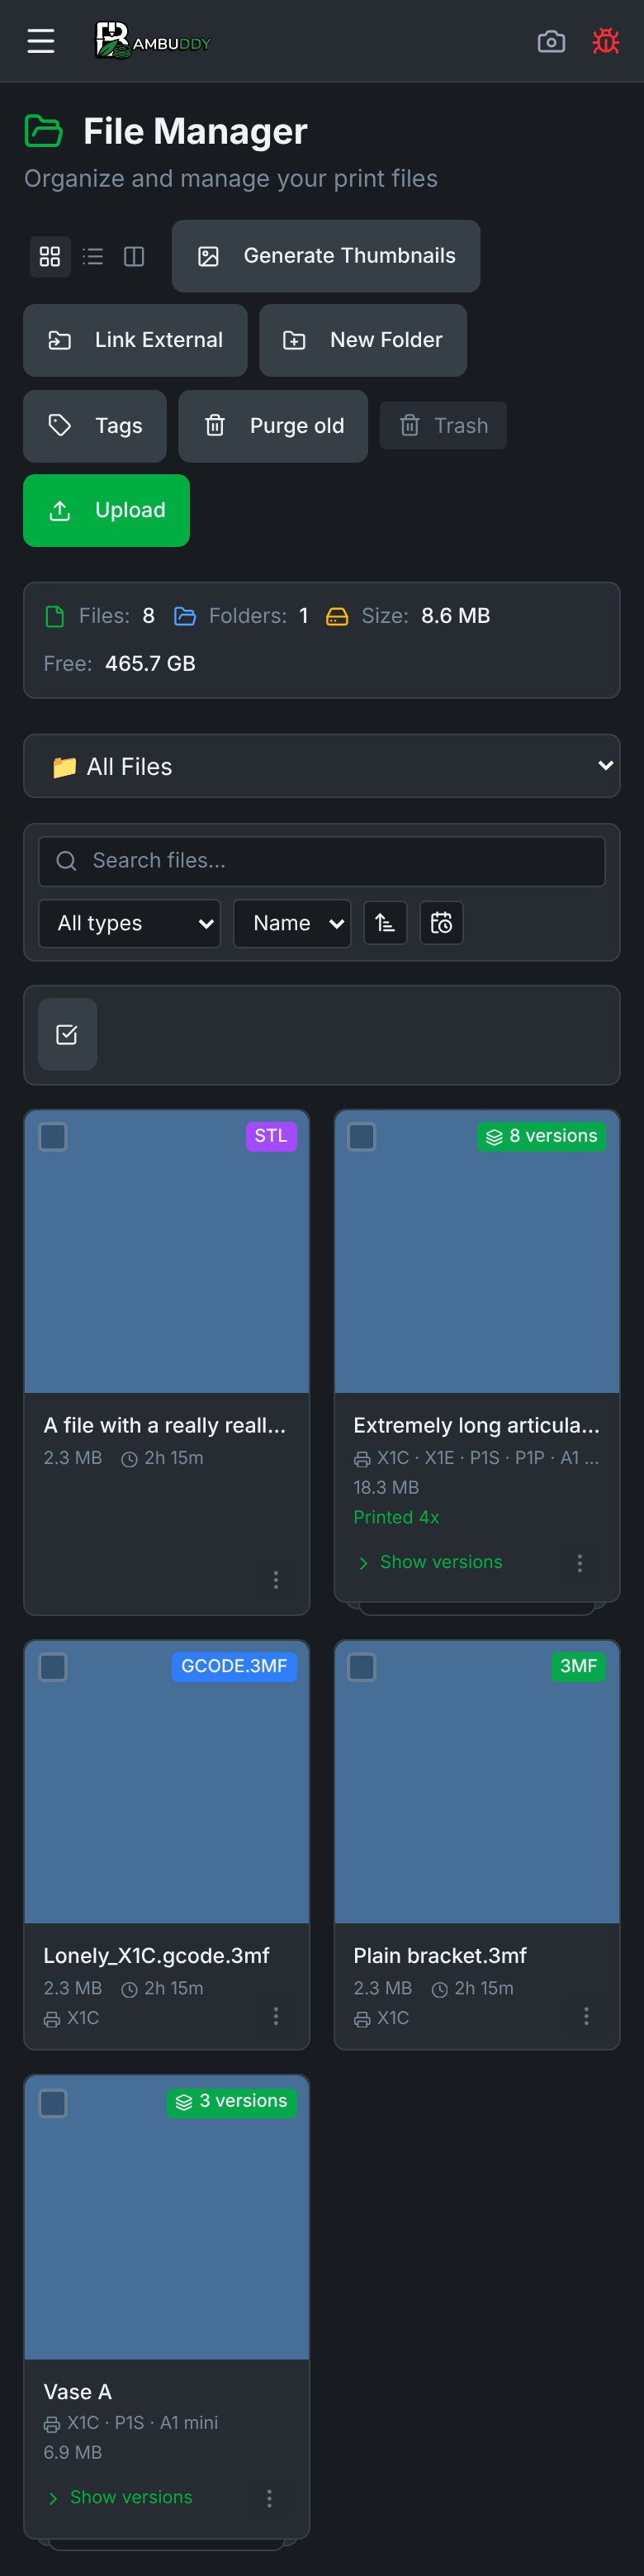 BAMBUDDY
File Manager
Organize and manage your print files
Generate Thumbnails
Link External
New Folder
Tags
Purge old
Trash
Upload
Files: 8 Folders: 1 Size: 8.6 MB
Free: 465.7 GB
📁 All Files
Search files...
All types
Name
STL
A file with a really reall...
2.3 MB 2h 15m
8 versions
Extremely long articula...
X1C · X1E · P1S · P1P · A1 ...
18.3 MB
Printed 4x
Show versions
GCODE.3MF
Lonely_X1C.gcode.3mf
2.3 MB 2h 15m
X1C
3MF
Plain bracket.3mf
2.3 MB 2h 15m
X1C
3 versions
Vase A
X1C · P1S · A1 mini
6.9 MB
Show versions